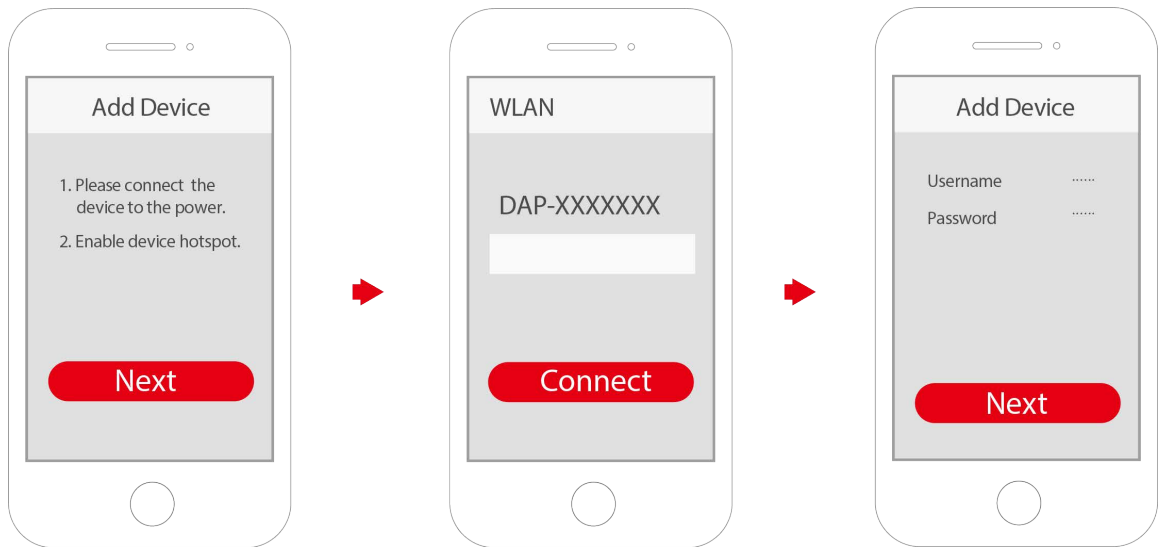 Add Device
1. Please connect the
device to the power.
2. Enable device hotspot.
Next
WLAN
DAP-XXXXXXX
Connect
Add Device
Username ......
Password ......
Next